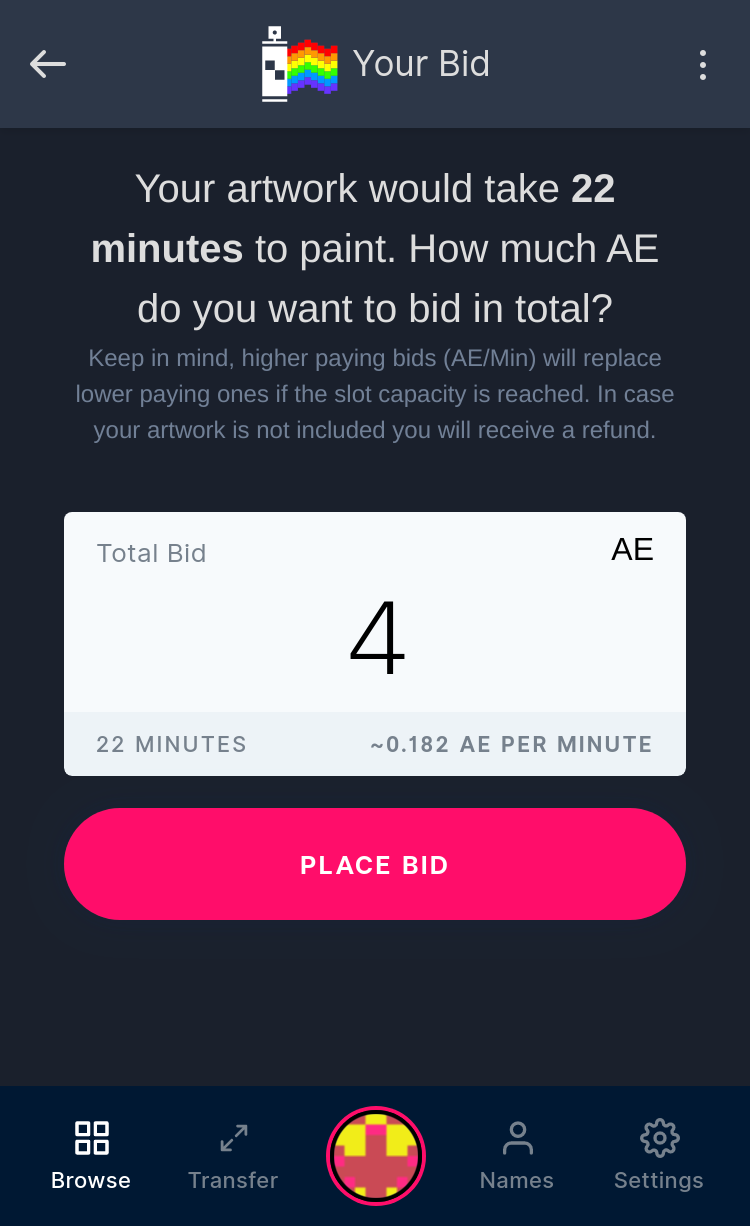 Your Bid
Your artwork would take 22
minutes to paint. How much AE
do you want to bid in total?
Keep in mind, higher paying bids (AE/Min) will replace
lower paying ones if the slot capacity is reached. In case
your artwork is not included you will receive a refund.
Total Bid AE
4
22 MINUTES ~0.182 AE PER MINUTE
PLACE BID
Browse Transfer Names Settings